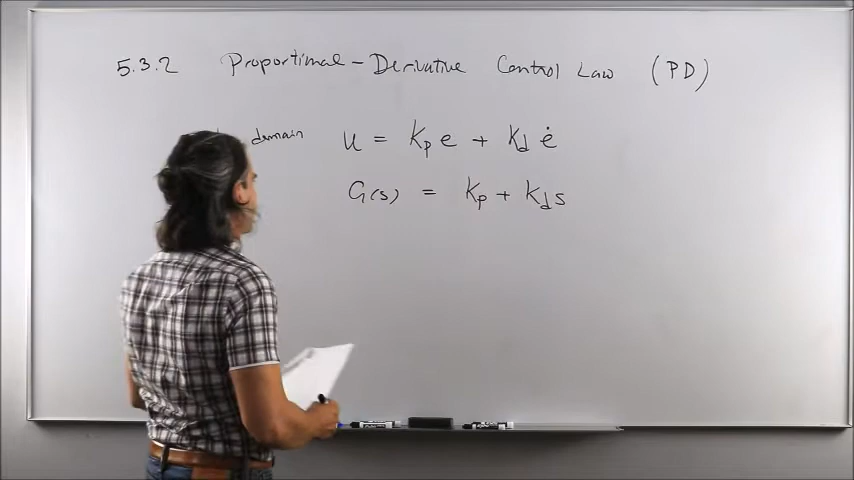 5.3.2 Proportional - Derivative Control Law (PD)
domain u = Kp e + Kd ė
G(s) = Kp + Kd s